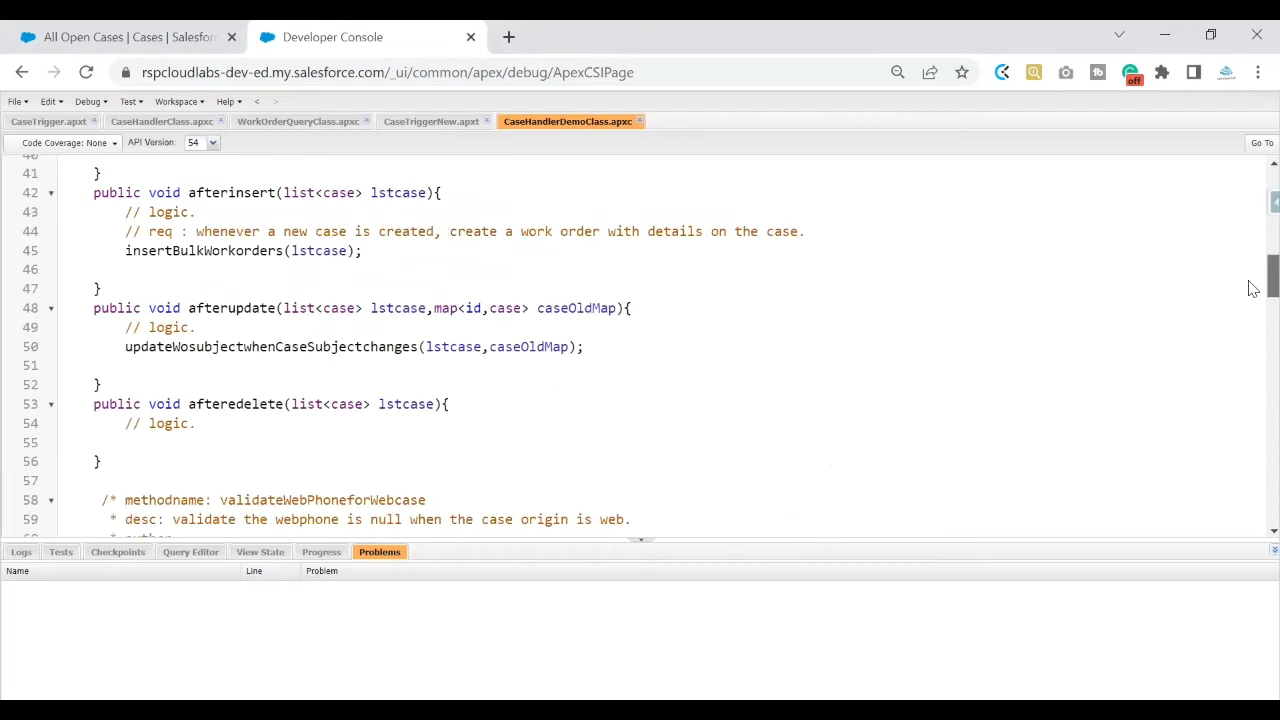 All Open Cases | Cases | Salesfor
Developer Console
rspcloudlabs-dev-ed.my.salesforce.com/_ui/common/apex/debug/ApexCSIPage
off
File Edit Debug Test Workspace Help < >
CaseTrigger.apxt CaseHandlerClass.apxc WorkOrderQueryClass.apxc CaseTriggerNew.apxt CaseHandlerDemoClass.apxc
Code Coverage: None API Version: 54 Go To
40
41 }
42 public void afterinsert(list<case> lstcase){
43 // logic.
44 // req : whenever a new case is created, create a work order with details on the case.
45 insertBulkWorkorders(lstcase);
46
47 }
48 public void afterupdate(list<case> lstcase,map<id,case> caseOldMap){
49 // logic.
50 updateWosubjectwhenCaseSubjectchanges(lstcase,caseOldMap);
51
52 }
53 public void afteredelete(list<case> lstcase){
54 // logic.
55
56 }
57
58 /* methodname: validateWebPhoneforWebcase
59 * desc: validate the webphone is null when the case origin is web.
Logs Tests Checkpoints Query Editor View State Progress Problems
Name Line Problem